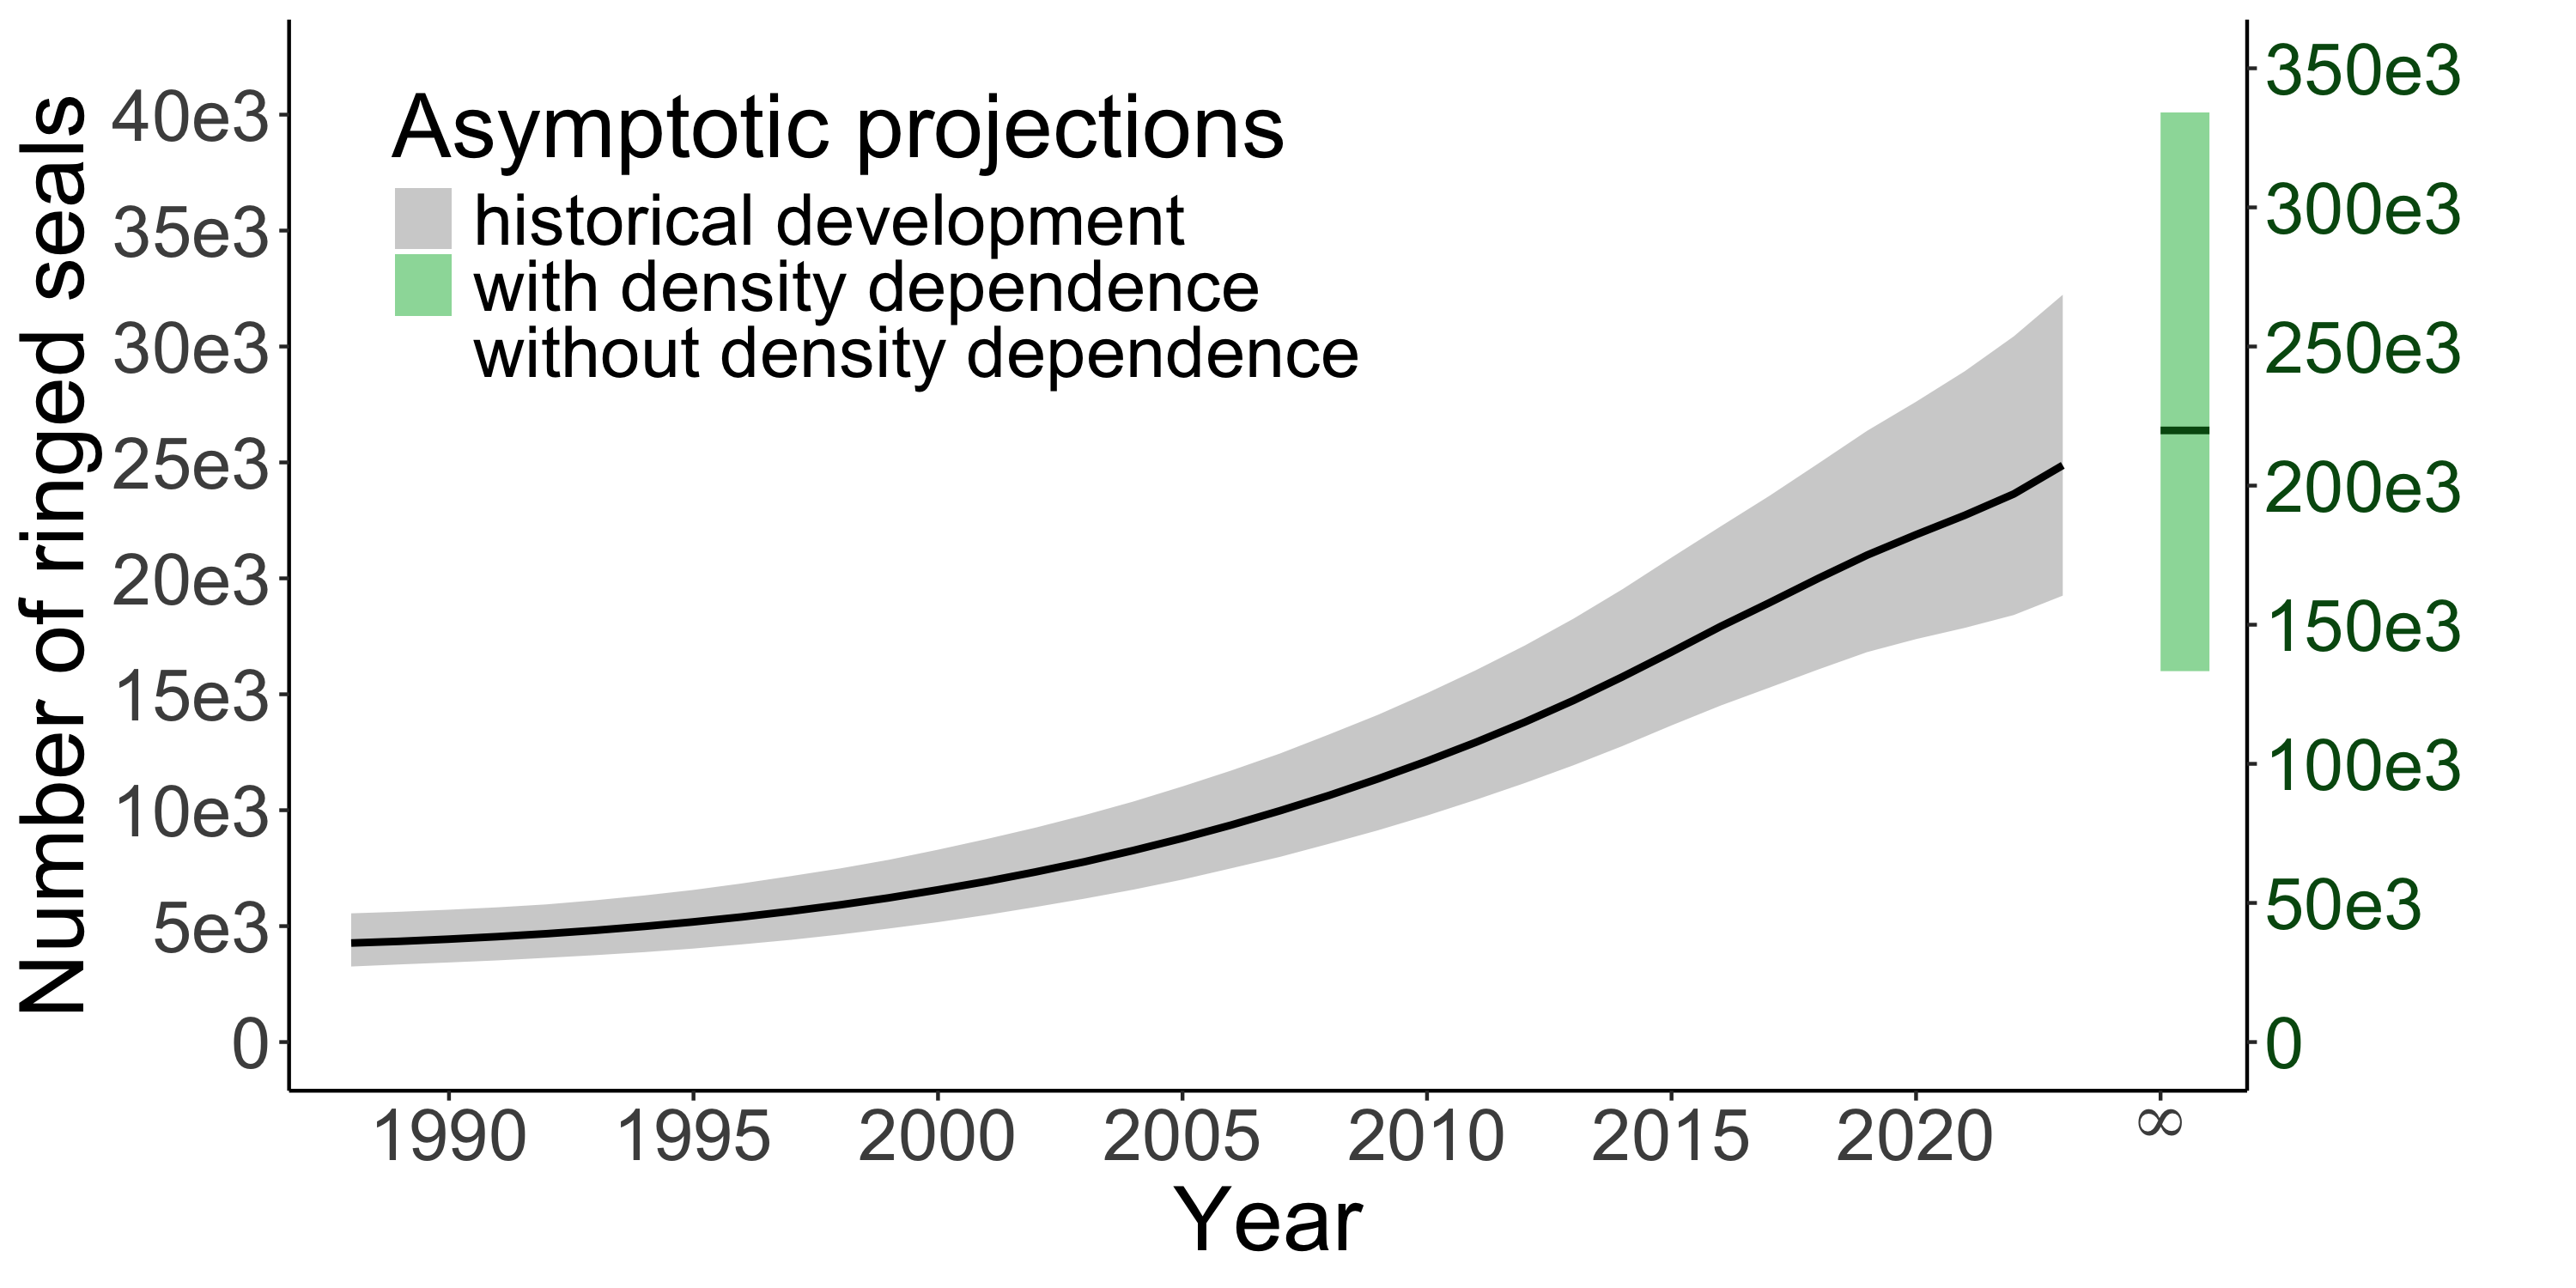 Asymptotic projections
historical development
with density dependence
without density dependence
Number of ringed seals
40e3
35e3
30e3
25e3
20e3
15e3
10e3
5e3
0
350e3
300e3
250e3
200e3
150e3
100e3
50e3
0
1990 1995 2000 2005 2010 2015 2020 ∞
Year